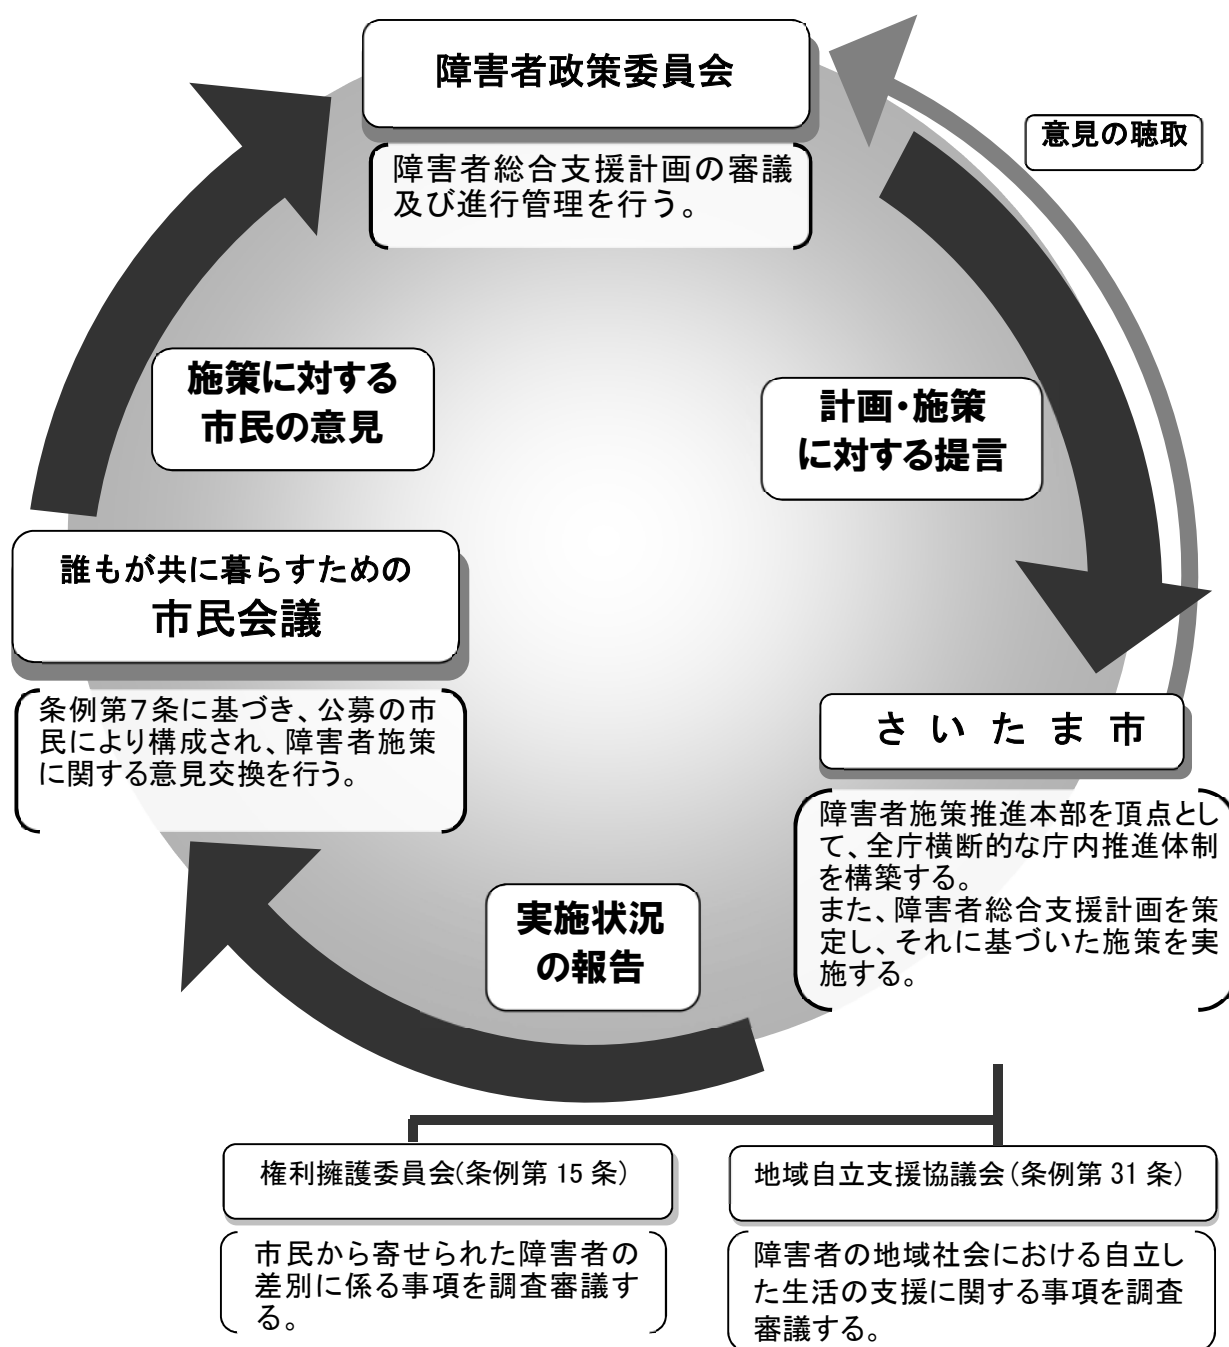 障害者政策委員会
障害者総合支援計画の審議
及び進行管理を行う。
意見の聴取
施策に対する
市民の意見
計画・施策
に対する提言
誰もが共に暮らすための
市民会議
条例第7条に基づき、公募の市
民により構成され、障害者施策
に関する意見交換を行う。
さいたま市
障害者施策推進本部を頂点とし
て、全庁横断的な庁内推進体制
を構築する。
また、障害者総合支援計画を策
定し、それに基づいた施策を実
施する。
実施状況
の報告
権利擁護委員会(条例第 15 条)
市民から寄せられた障害者の
差別に係る事項を調査審議す
る。
地域自立支援協議会(条例第 31 条)
障害者の地域社会における自立し
た生活の支援に関する事項を調査
審議する。